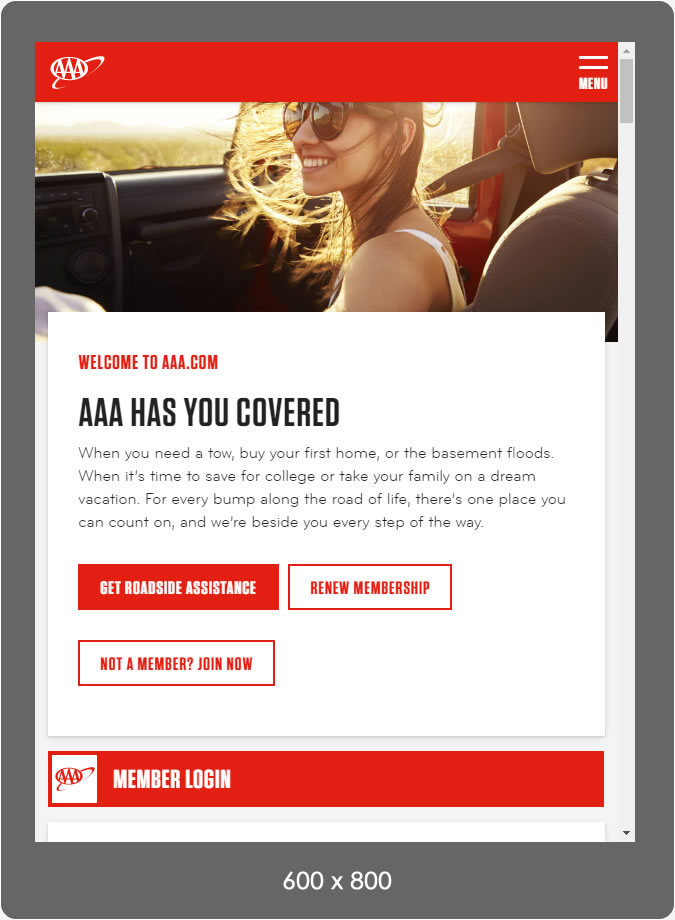 AAA
MENU
WELCOME TO AAA.COM
AAA HAS YOU COVERED
When you need a tow, buy your first home, or the basement floods.
When it's time to save for college or take your family on a dream
vacation. For every bump along the road of life, there's one place you
can count on, and we're beside you every step of the way.
GET ROADSIDE ASSISTANCE
RENEW MEMBERSHIP
NOT A MEMBER? JOIN NOW
AAA
MEMBER LOGIN
600 x 800